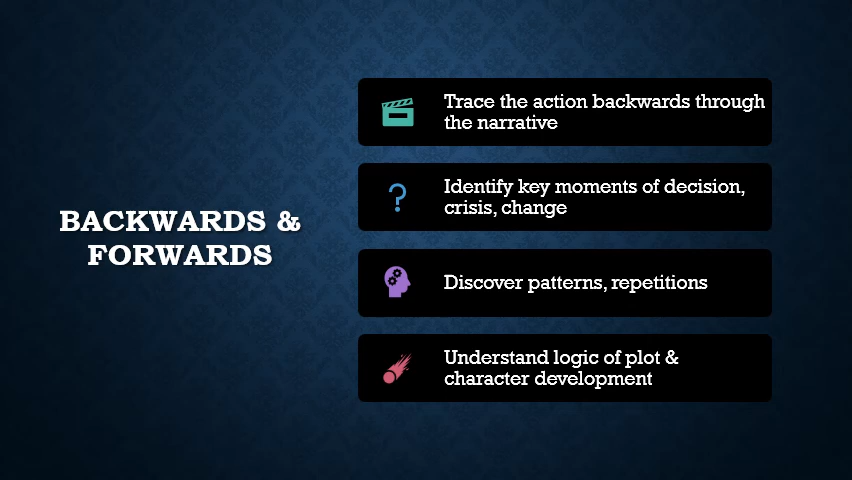 BACKWARDS &
FORWARDS
Trace the action backwards through
the narrative
Identify key moments of decision,
crisis, change
Discover patterns, repetitions
Understand logic of plot &
character development